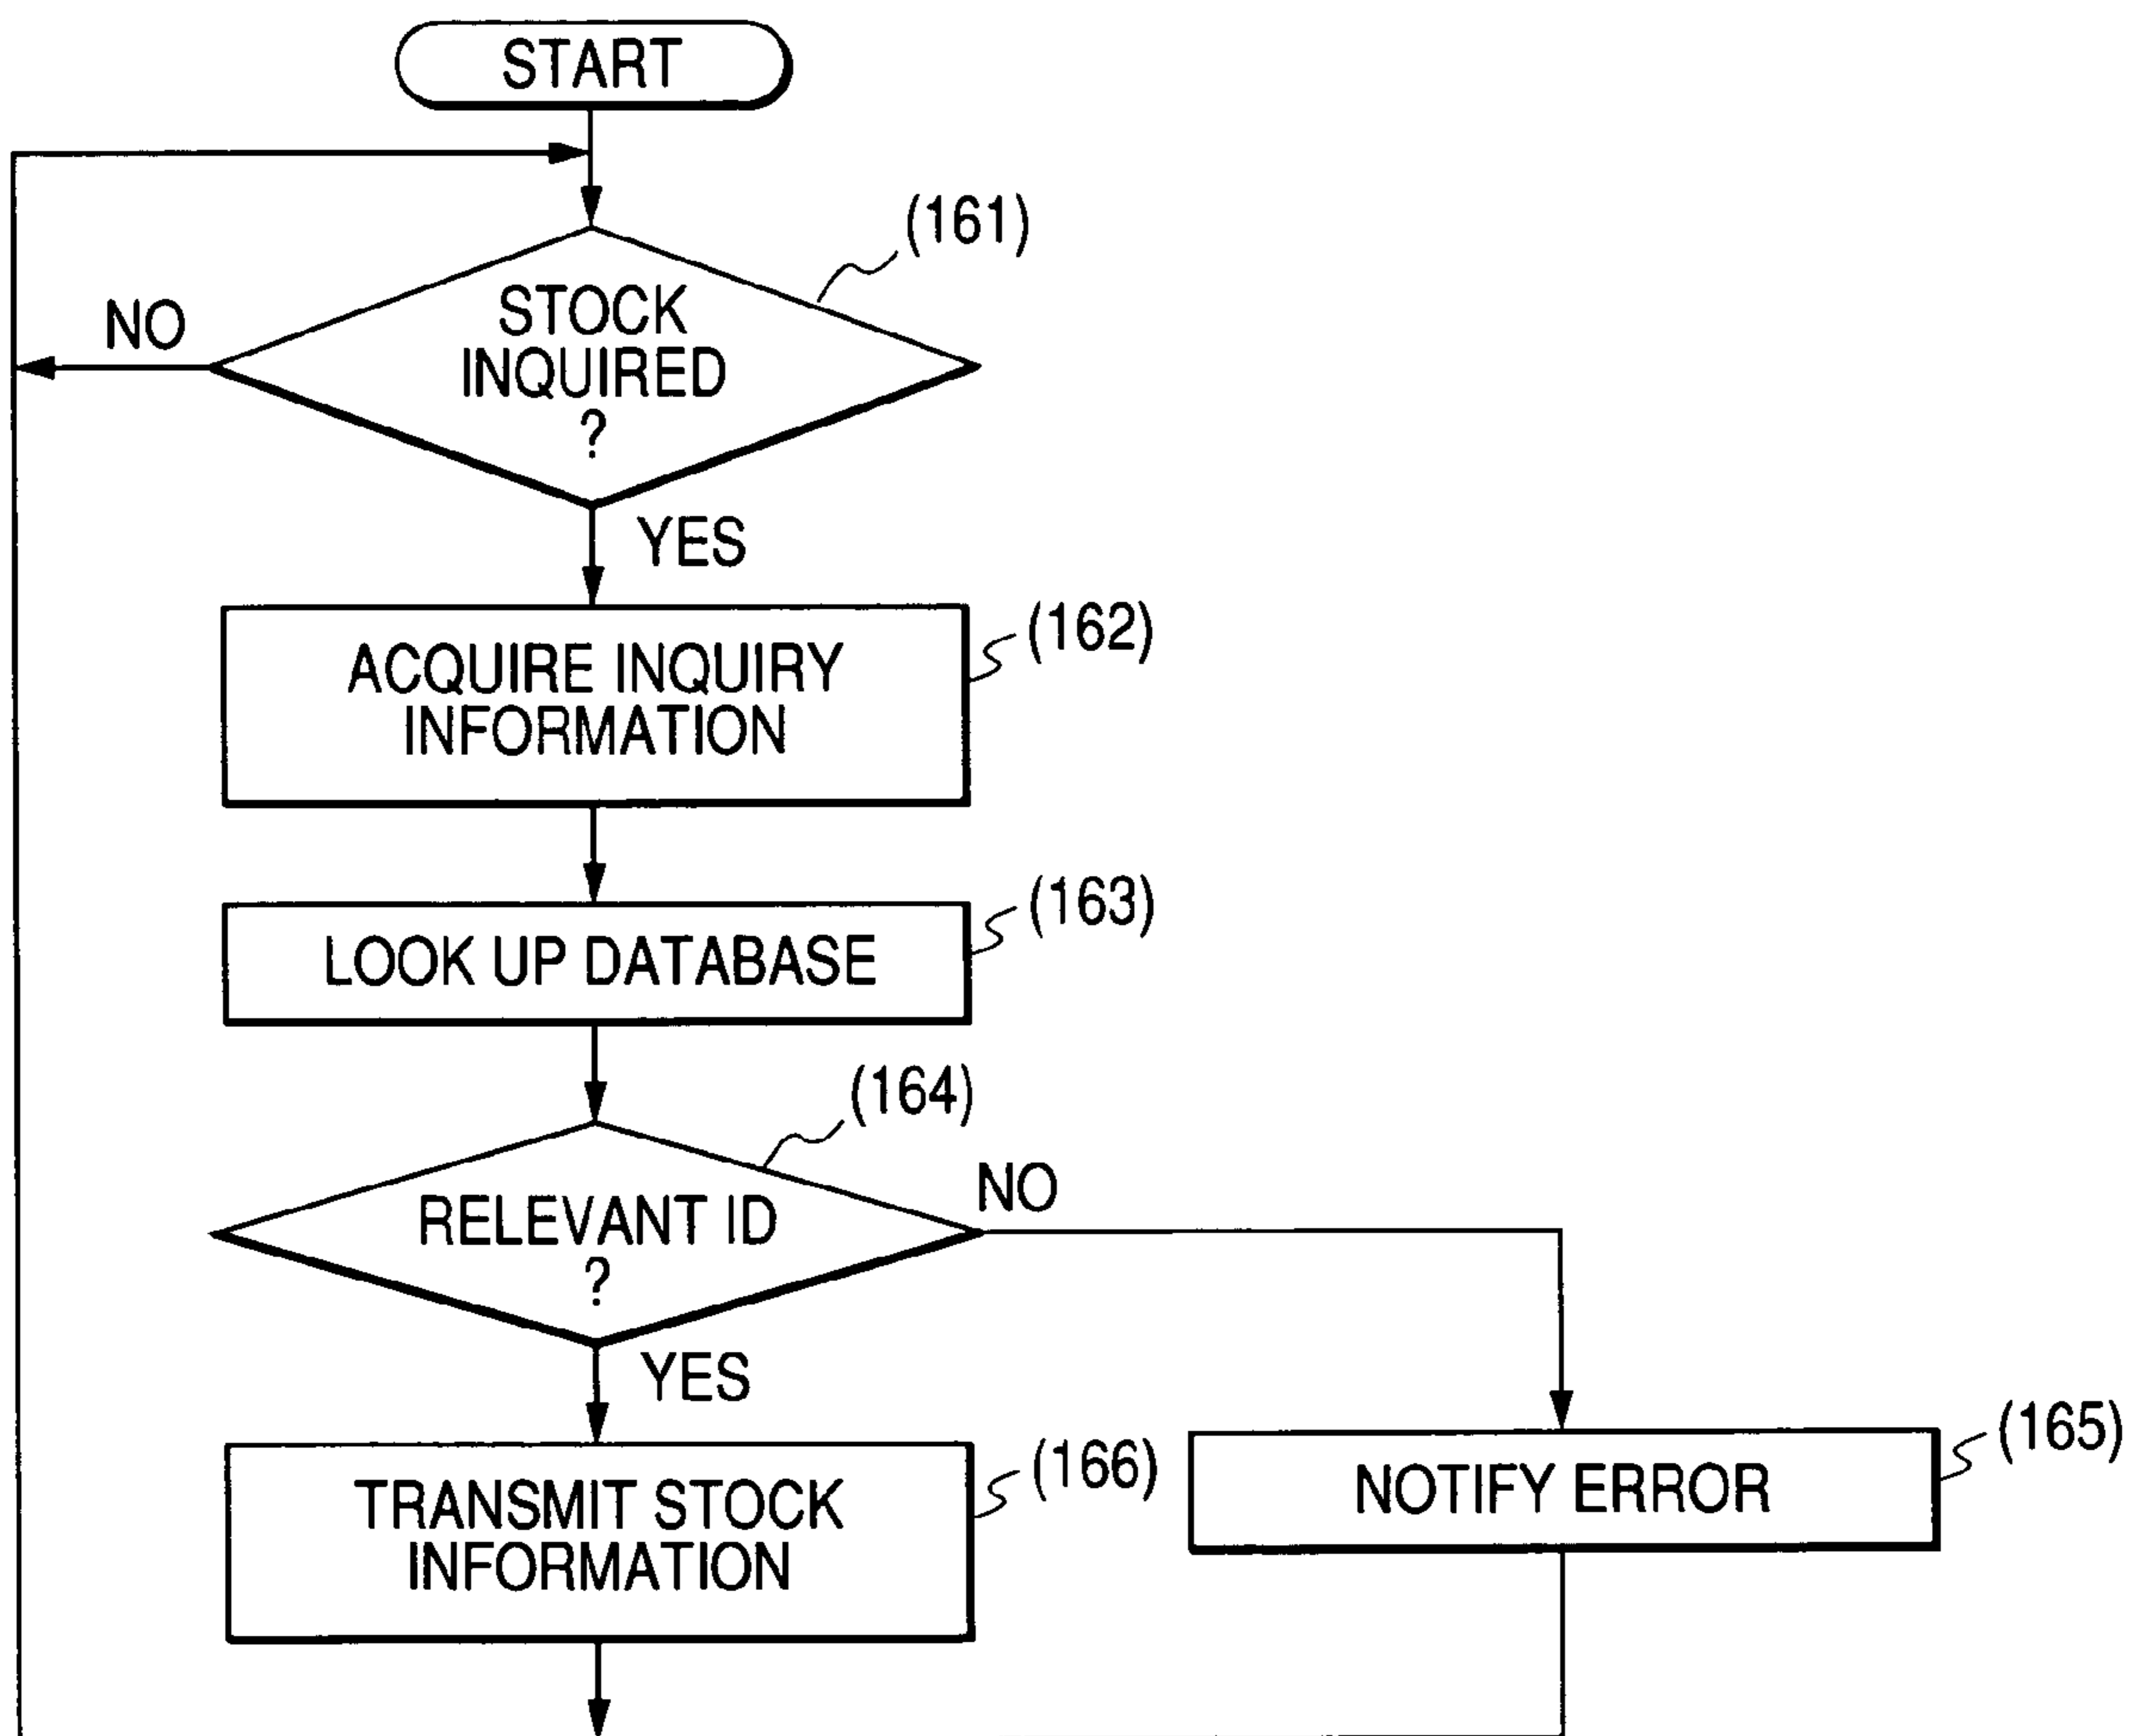 START
(161)
STOCK
INQUIRED
?
NO
YES
(162)
ACQUIRE INQUIRY
INFORMATION
(163)
LOOK UP DATABASE
(164)
RELEVANT ID
?
NO
YES
(166)
TRANSMIT STOCK
INFORMATION
(165)
NOTIFY ERROR